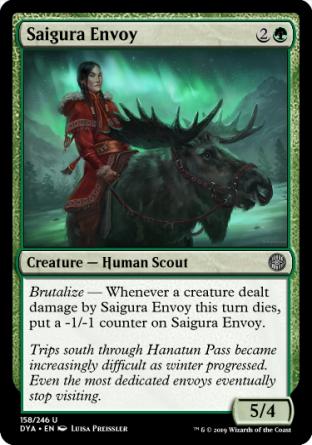 Saigura Envoy 2
Creature — Human Scout
Brutalize — Whenever a creature dealt
damage by Saigura Envoy this turn dies,
put a -1/-1 counter on Saigura Envoy.
Trips south through Hanatun Pass became
increasingly difficult as winter progressed.
Even the most dedicated envoys eventually
stop visiting.
5/4
158/246 U
DYA • EN LUISA PREISSLER
™ & © 2019 Wizards of the Coast